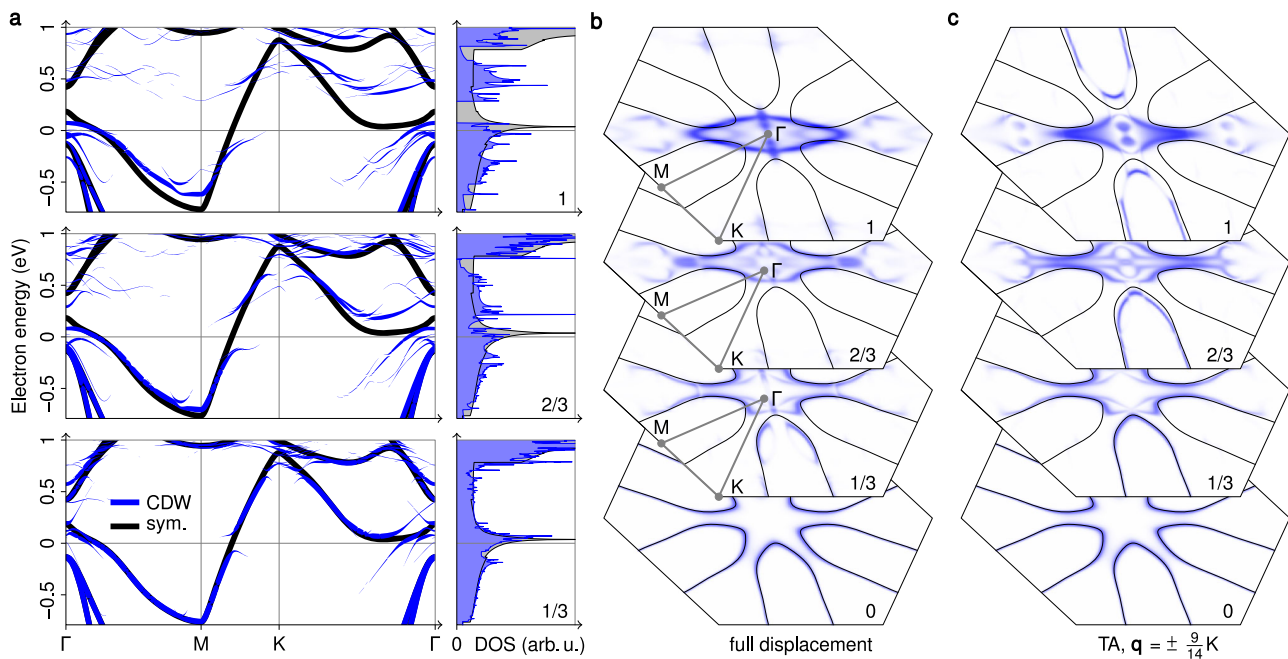 a
b
c
Electron energy (eV)
1
0.5
0
−0.5
1
1
0.5
0
−0.5
2/3
1
0.5
0
−0.5
CDW
sym.
1/3
Γ
M
K
Γ
0
DOS (arb. u.)
Γ
M
K
1
Γ
M
K
2/3
Γ
M
K
1/3
0
full displacement
1
2/3
1/3
0
TA, q = ± 9/14 K